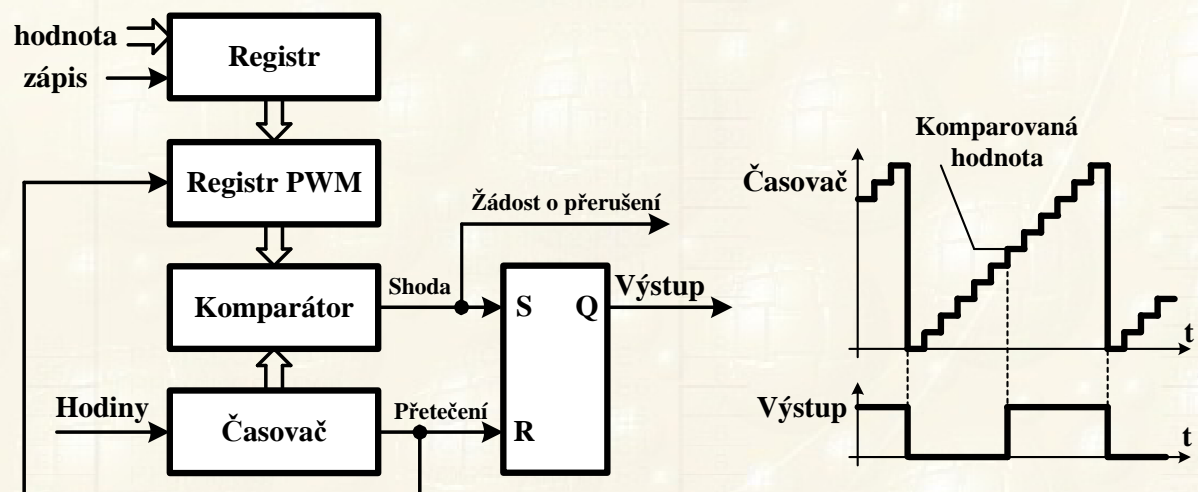 hodnota
zápis
Registr
Registr PWM
Žádost o přerušení
Komparátor
Shoda
S
Q
Výstup
Hodiny
Časovač
Přetečení
R
Komparovaná
hodnota
Časovač
t
Výstup
t